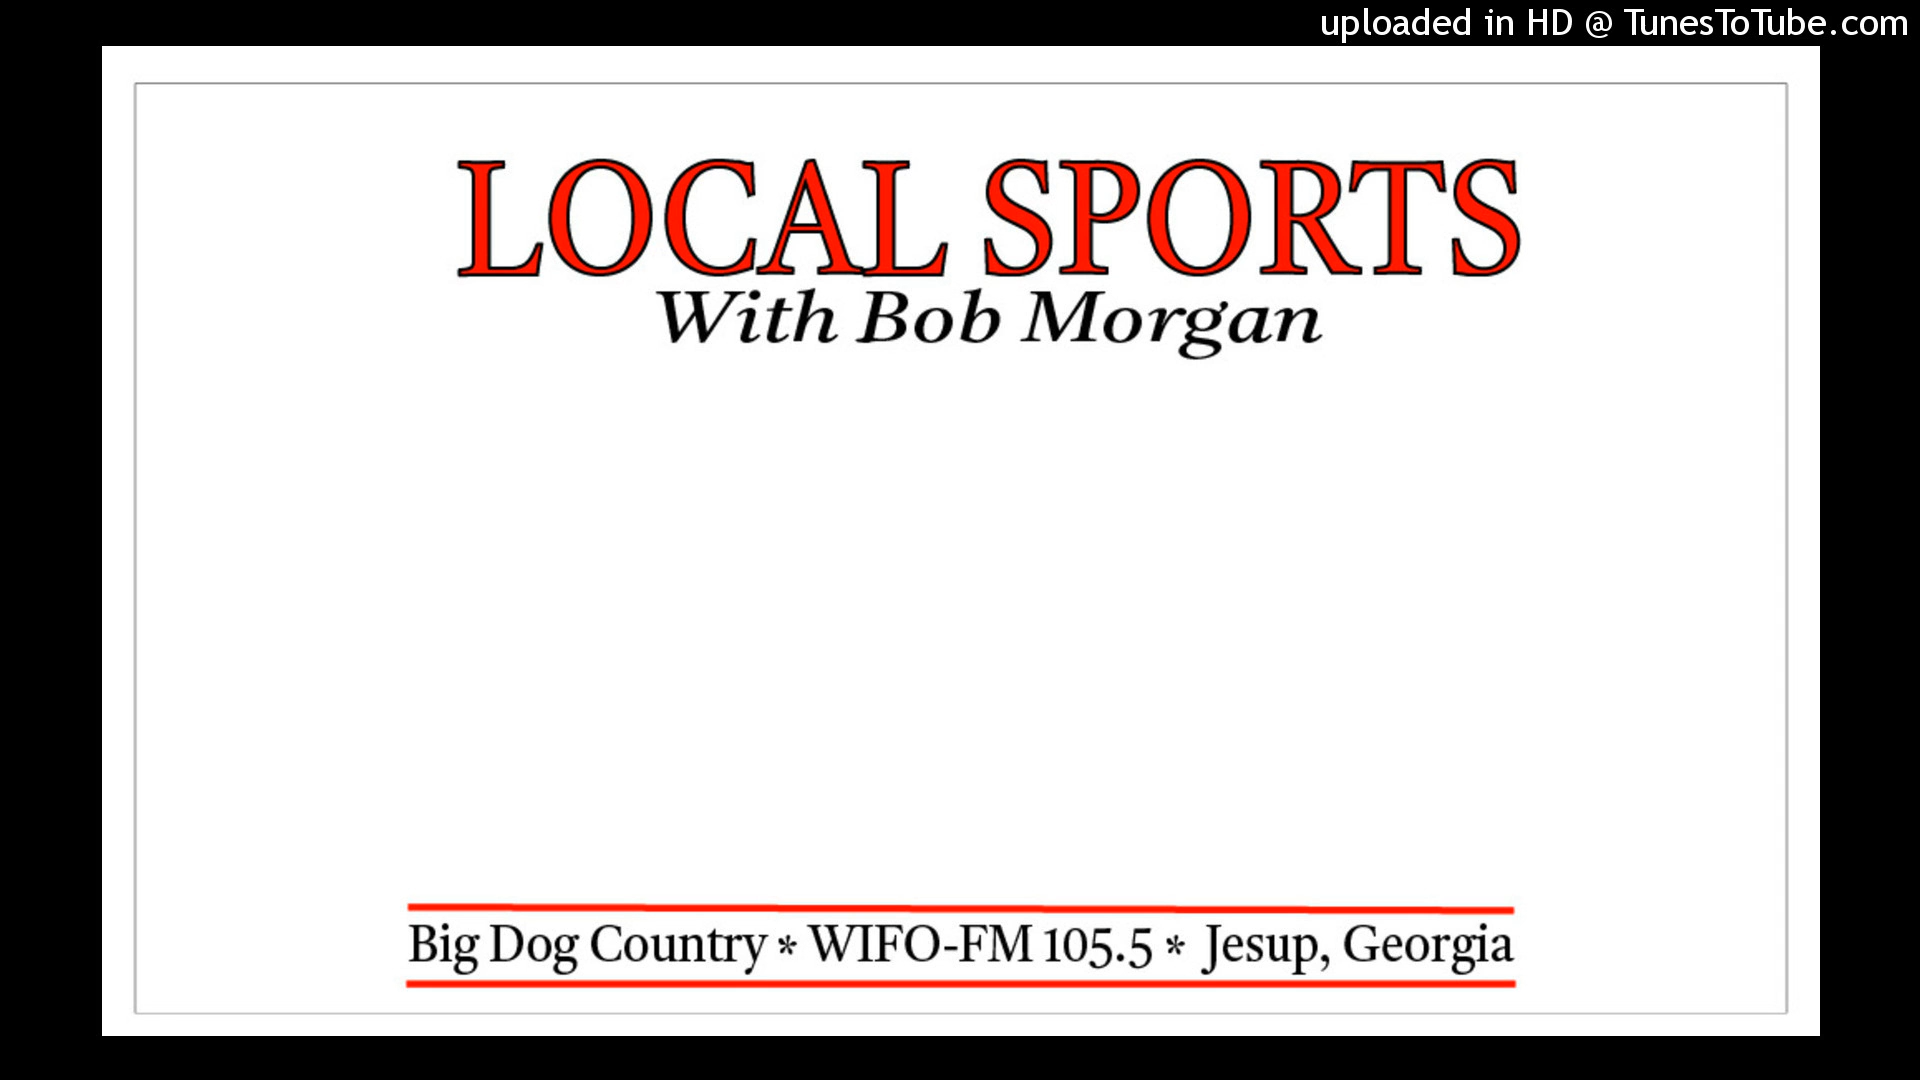 uploaded in HD @ TunesToTube.com
LOCAL SPORTS
With Bob Morgan
Big Dog Country * WIFO-FM 105.5 * Jesup, Georgia